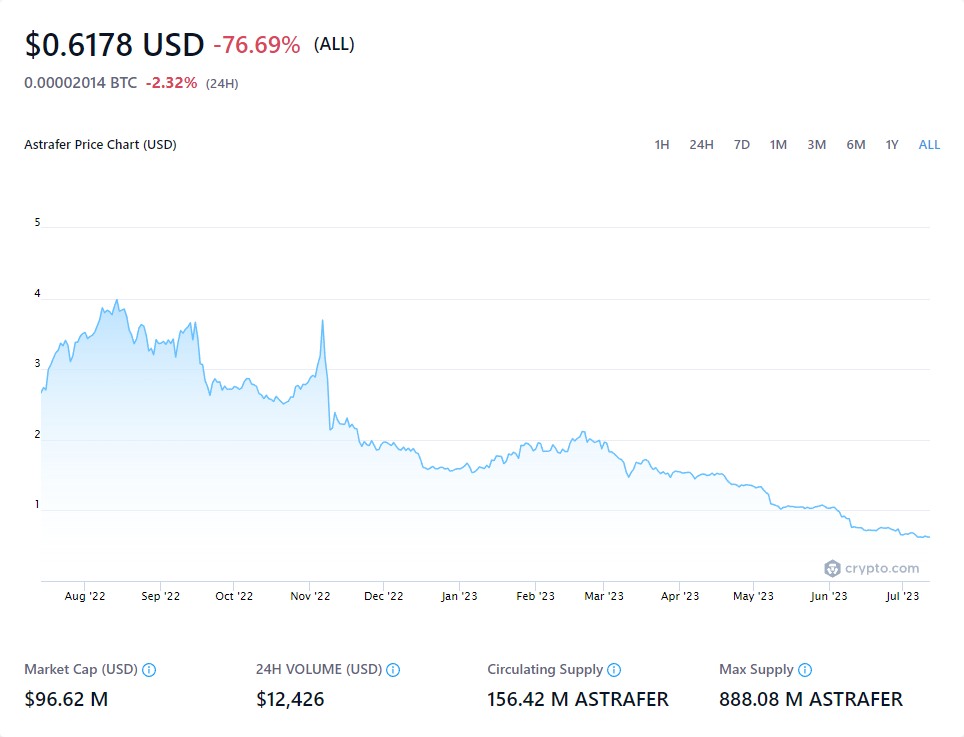 $0.6178 USD -76.69% (ALL)
0.00002014 BTC -2.32% (24H)
Astrafer Price Chart (USD) 1H 24H 7D 1M 3M 6M 1Y ALL
5
4
3
2
1
crypto.com
Aug '22 Sep '22 Oct '22 Nov '22 Dec '22 Jan '23 Feb '23 Mar '23 Apr '23 May '23 Jun '23 Jul '23
Market Cap (USD) 24H VOLUME (USD) Circulating Supply Max Supply
$96.62 M $12,426 156.42 M ASTRAFER 888.08 M ASTRAFER